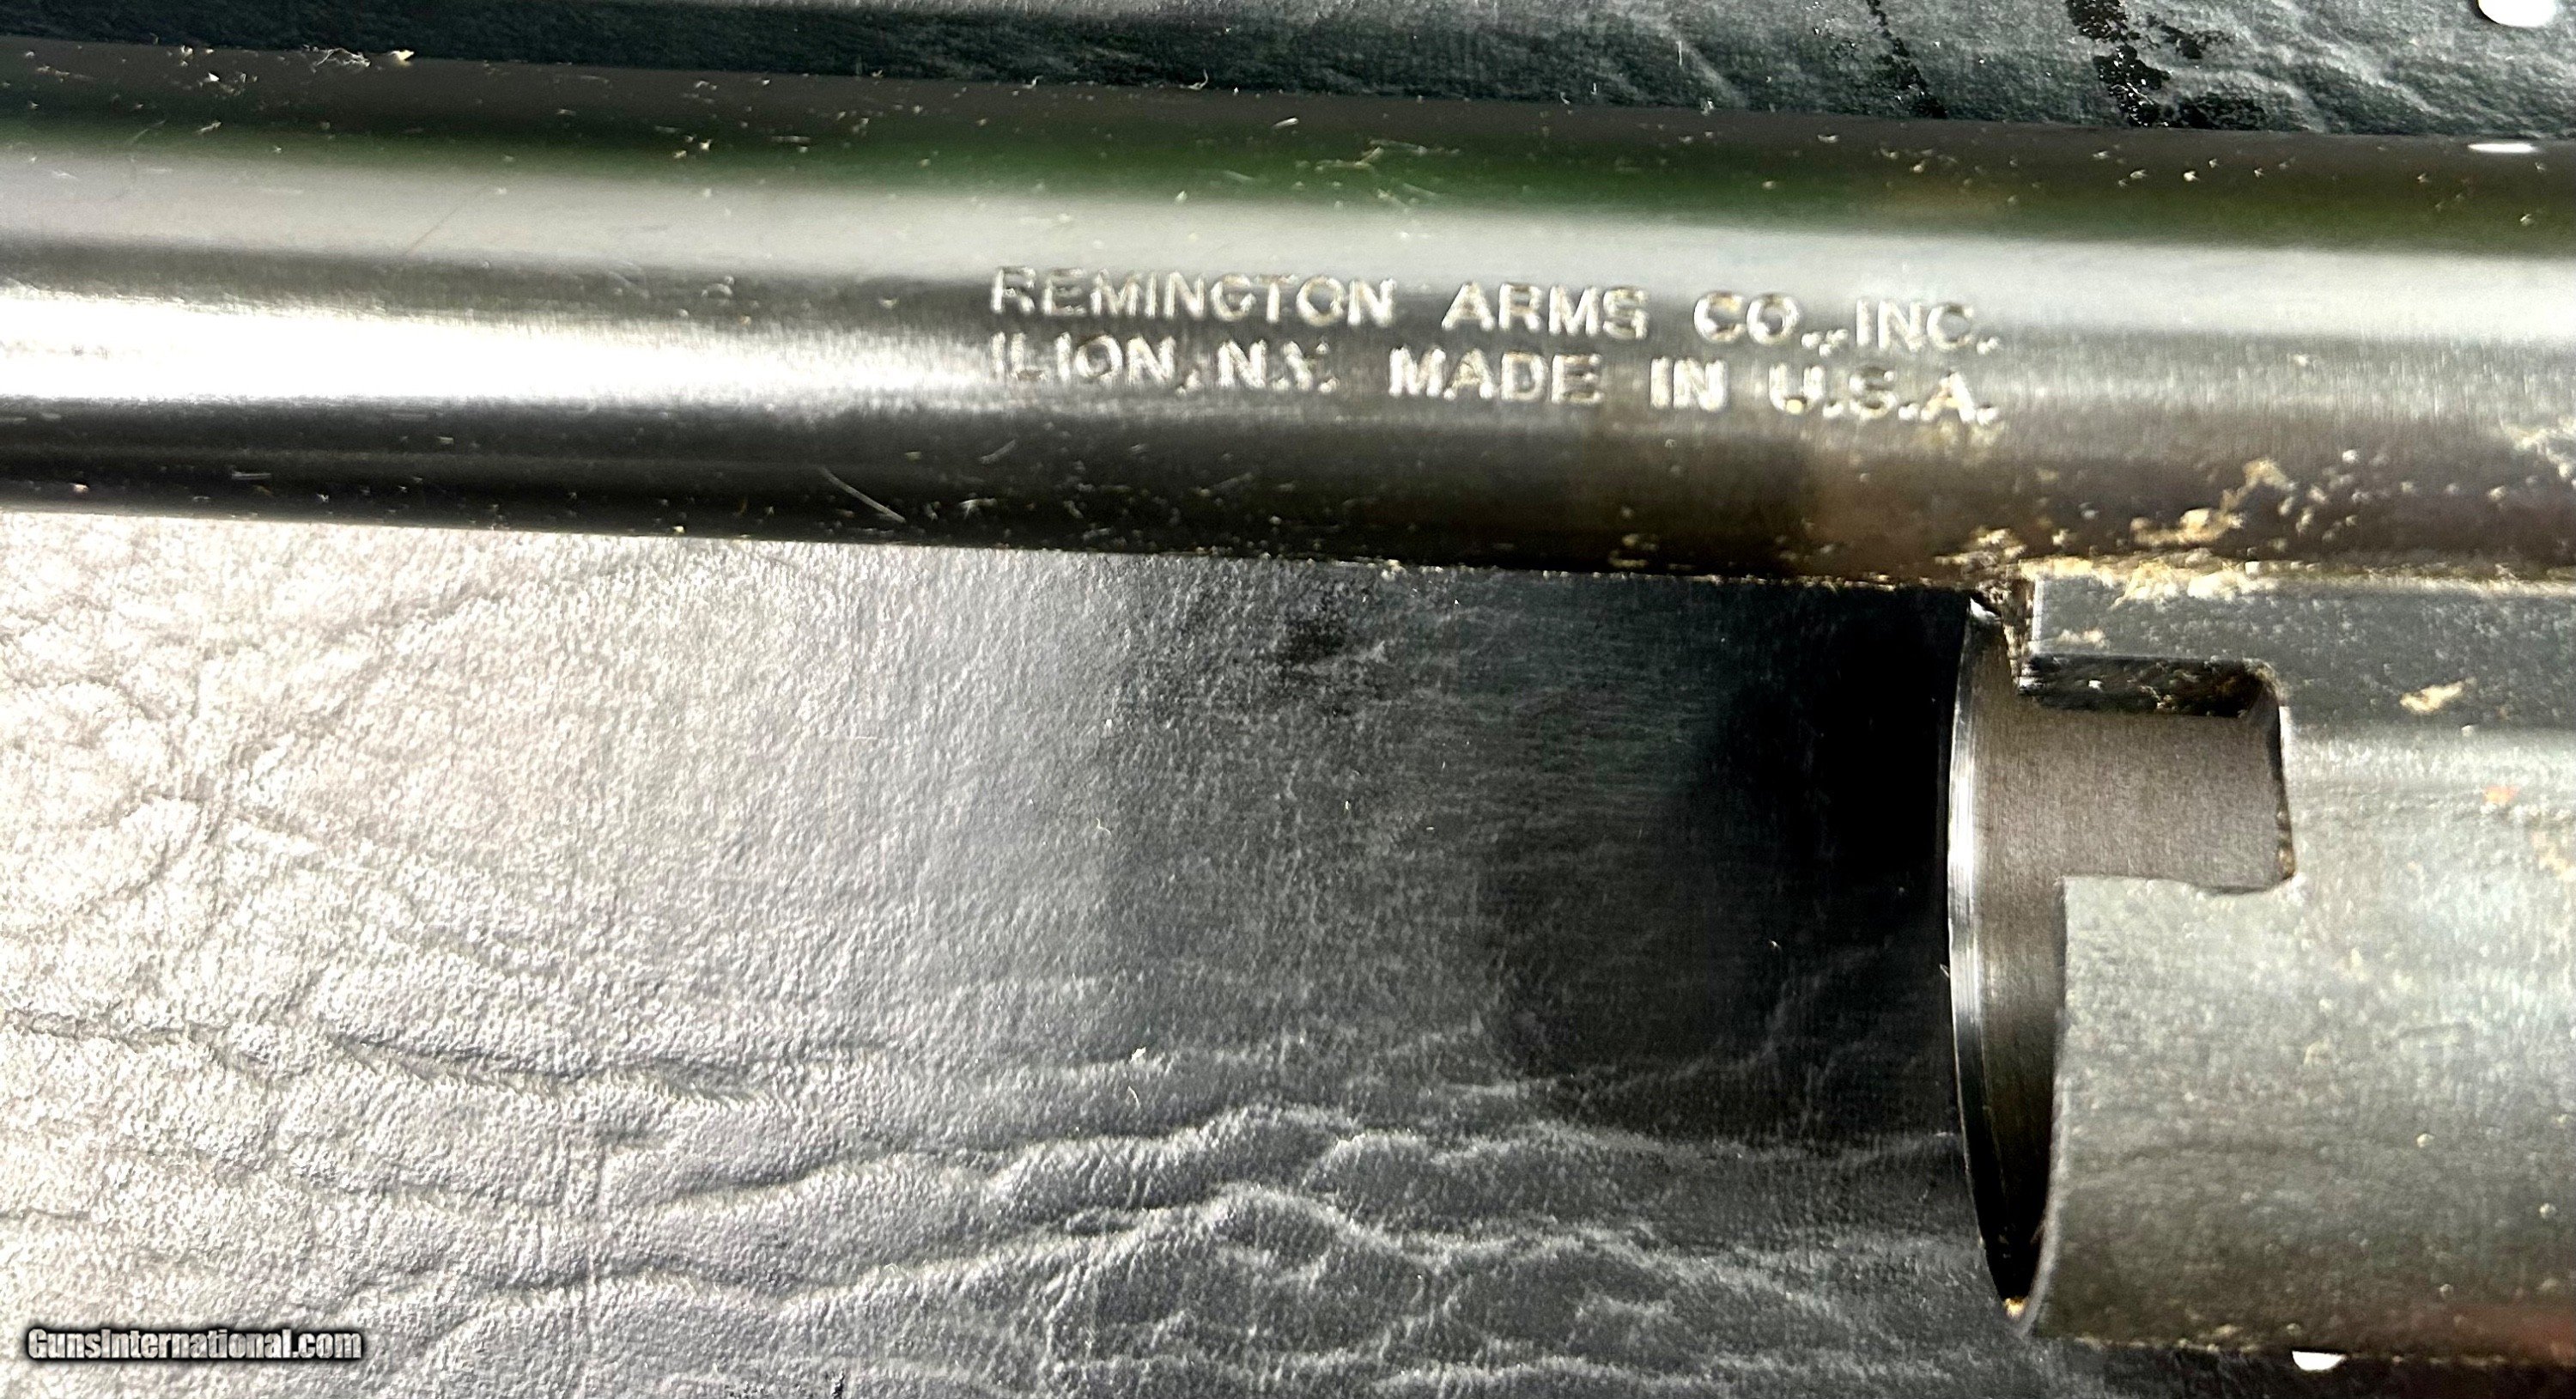 REMINGTON ARMS CO., INC.
ILION, N.Y. MADE IN U.S.A.
GunsInternational.com